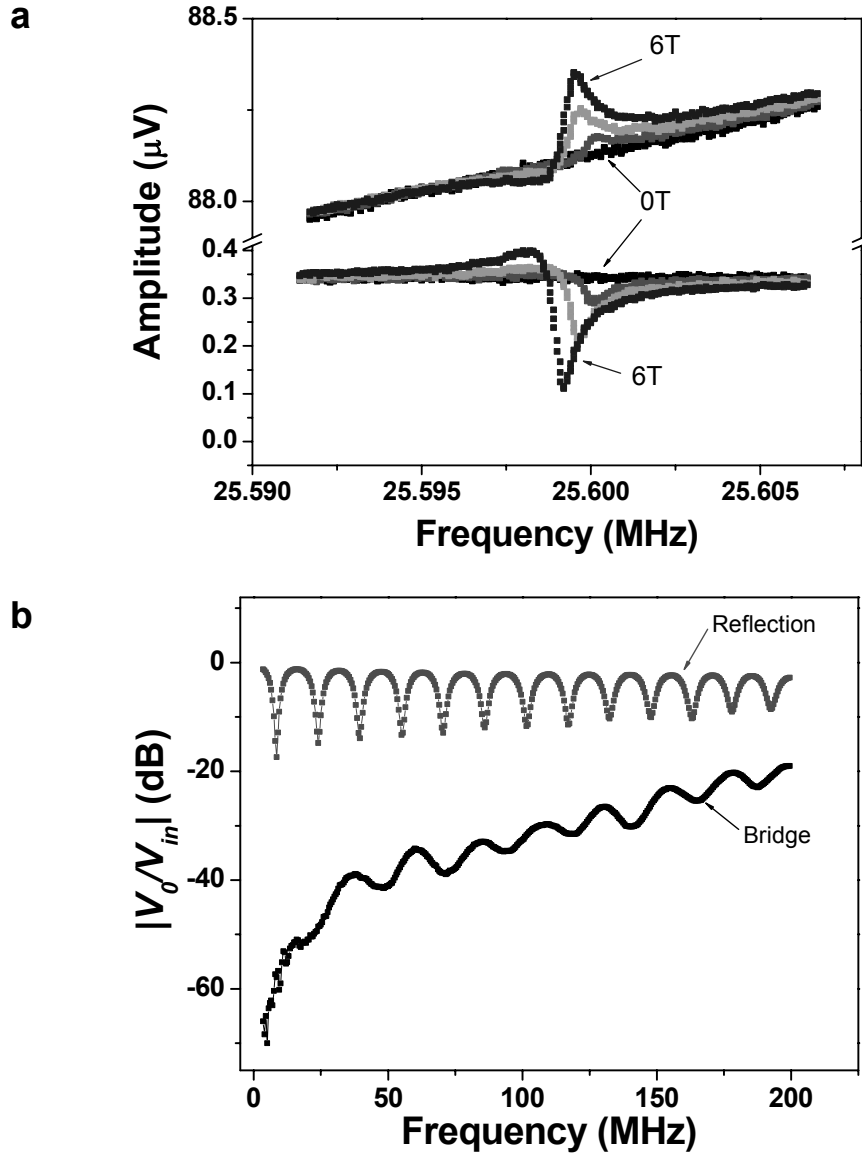 a
88.5
88.0
0.4
0.3
0.2
0.1
0.0
Amplitude (μV)
6T
0T
6T
25.590 25.595 25.600 25.605
Frequency (MHz)
b
0
-20
-40
-60
|V₀/Vᵢₙ| (dB)
Reflection
Bridge
0 50 100 150 200
Frequency (MHz)